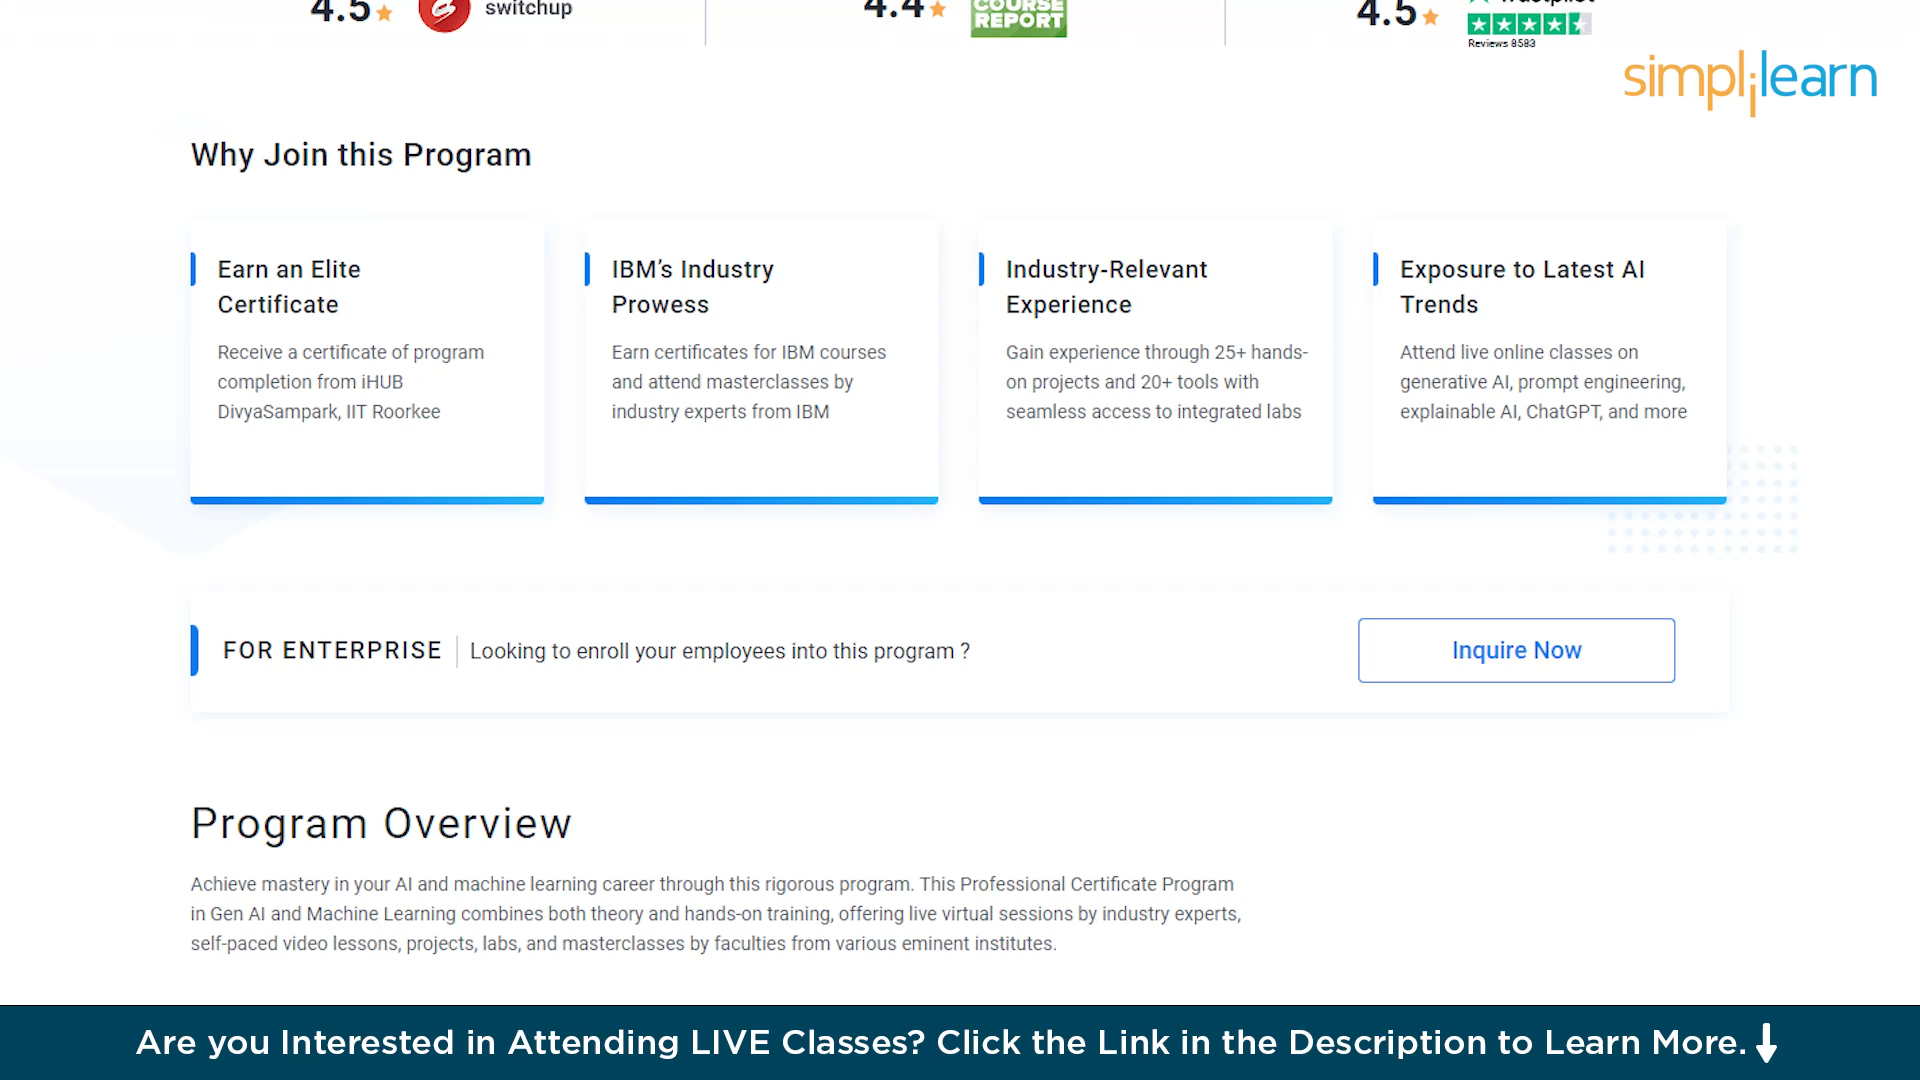 4.5 switchup
4.4 COURSE REPORT
4.5 Trustpilot
Reviews 8583
simplilearn
Why Join this Program
Earn an Elite
Certificate
Receive a certificate of program
completion from iHUB
DivyaSampark, IIT Roorkee
IBM’s Industry
Prowess
Earn certificates for IBM courses
and attend masterclasses by
industry experts from IBM
Industry-Relevant
Experience
Gain experience through 25+ hands-
on projects and 20+ tools with
seamless access to integrated labs
Exposure to Latest AI
Trends
Attend live online classes on
generative AI, prompt engineering,
explainable AI, ChatGPT, and more
FOR ENTERPRISE Looking to enroll your employees into this program ?
Inquire Now
Program Overview
Achieve mastery in your AI and machine learning career through this rigorous program. This Professional Certificate Program
in Gen AI and Machine Learning combines both theory and hands-on training, offering live virtual sessions by industry experts,
self-paced video lessons, projects, labs, and masterclasses by faculties from various eminent institutes.
Are you Interested in Attending LIVE Classes? Click the Link in the Description to Learn More.